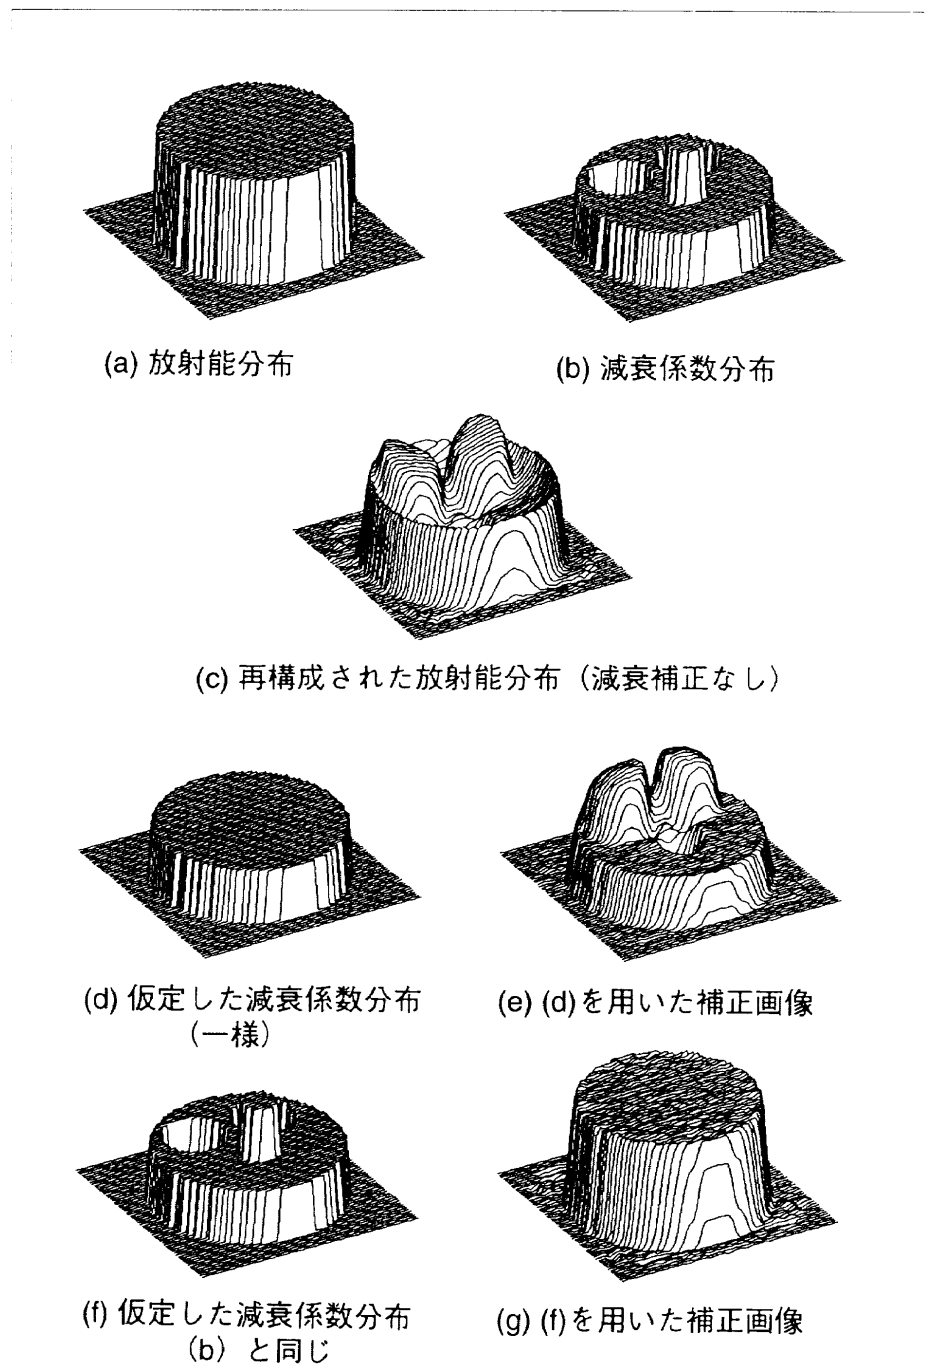 (a) 放射能分布
(b) 減衰係数分布
(c) 再構成された放射能分布（減衰補正なし）
(d) 仮定した減衰係数分布
（一様）
(e) (d)を用いた補正画像
(f) 仮定した減衰係数分布
（b）と同じ
(g) (f)を用いた補正画像